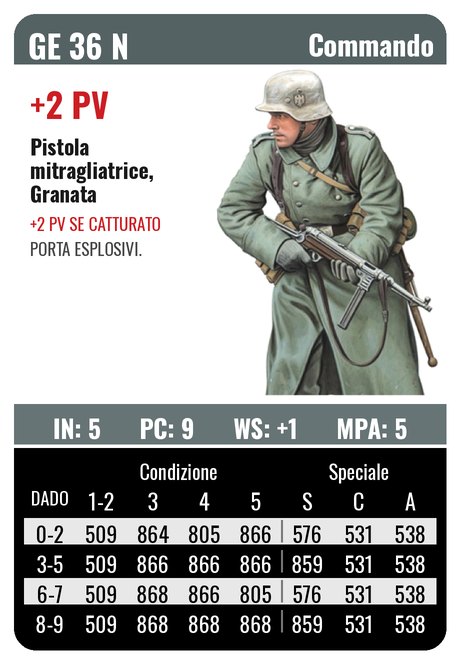 GE 36 N Commando
+2 PV
Pistola
mitragliatrice,
Granata
+2 PV SE CATTURATO
PORTA ESPLOSIVI.
IN: 5 PC: 9 WS: +1 MPA: 5
Condizione Speciale
DADO 1-2 3 4 5 S C A
0-2 509 864 805 866 576 531 538
3-5 509 866 866 866 859 531 538
6-7 509 868 866 805 576 531 538
8-9 509 868 868 868 859 531 538